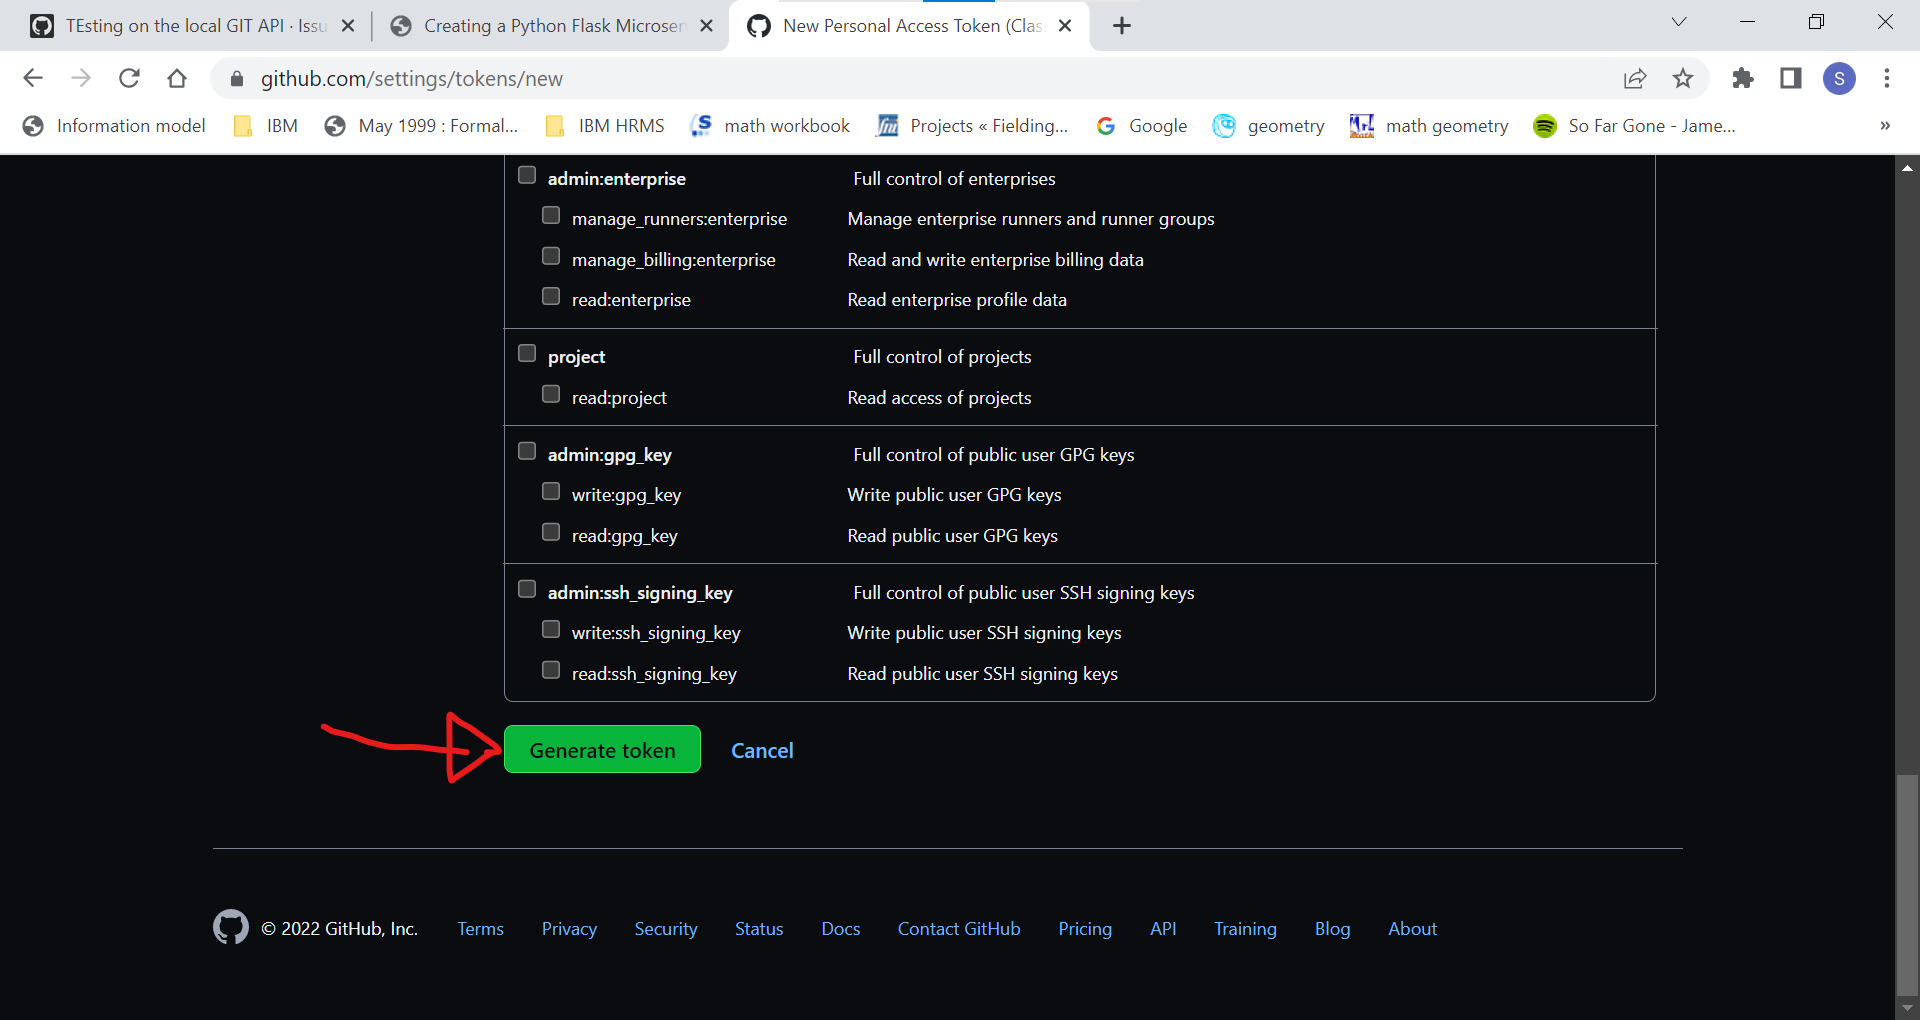 TEsting on the local GIT API · Issu
Creating a Python Flask Microser
New Personal Access Token (Clas
github.com/settings/tokens/new
S
Information model
IBM
May 1999 : Formal...
IBM HRMS
math workbook
Projects « Fielding...
Google
geometry
math geometry
So Far Gone - Jame...
»
admin:enterprise Full control of enterprises
manage_runners:enterprise Manage enterprise runners and runner groups
manage_billing:enterprise Read and write enterprise billing data
read:enterprise Read enterprise profile data
project Full control of projects
read:project Read access of projects
admin:gpg_key Full control of public user GPG keys
write:gpg_key Write public user GPG keys
read:gpg_key Read public user GPG keys
admin:ssh_signing_key Full control of public user SSH signing keys
write:ssh_signing_key Write public user SSH signing keys
read:ssh_signing_key Read public user SSH signing keys
Generate token Cancel
© 2022 GitHub, Inc. Terms Privacy Security Status Docs Contact GitHub Pricing API Training Blog About